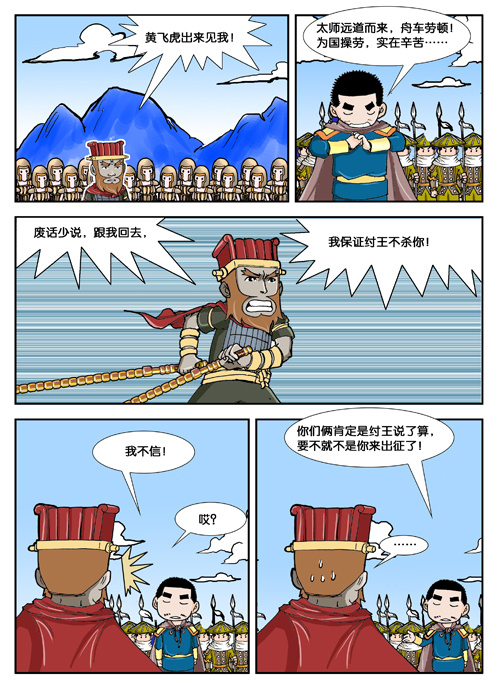 黄飞虎出来见我！
太师远道而来，舟车劳顿！
为国操劳，实在辛苦……
废话少说，跟我回去，
我保证纣王不杀你！
我不信！
哎？
你们俩肯定是纣王说了算，
要不就不是你来出征了！
……